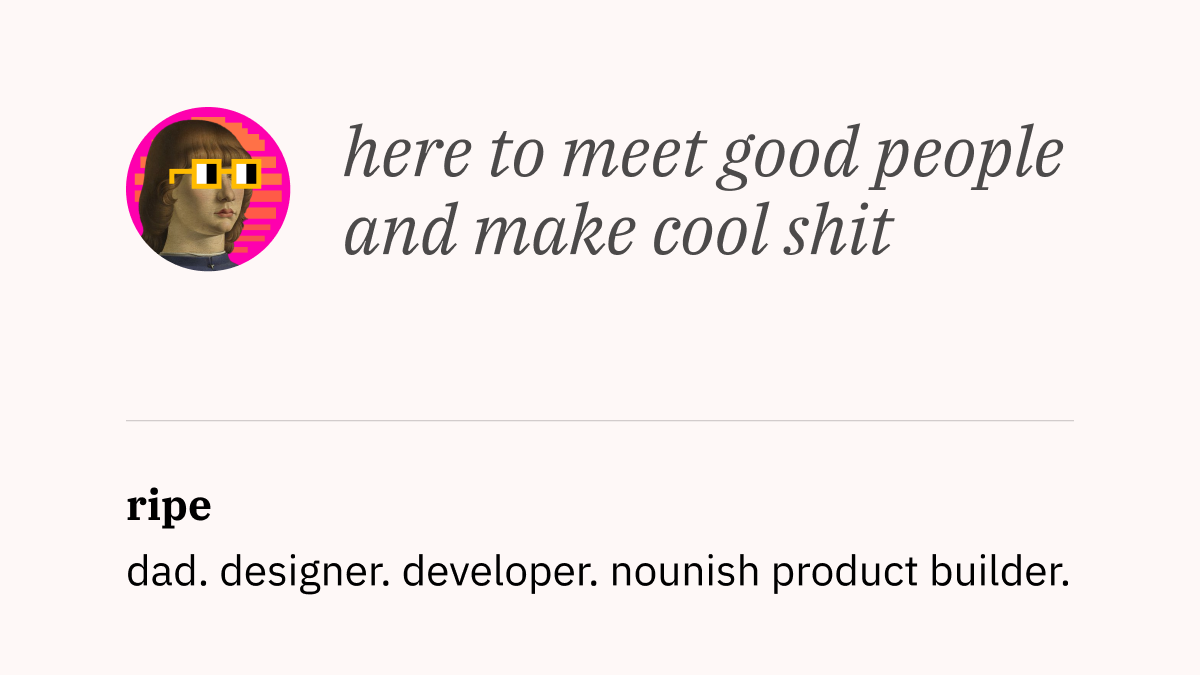 here to meet good people
and make cool shit
ripe
dad. designer. developer. nounish product builder.